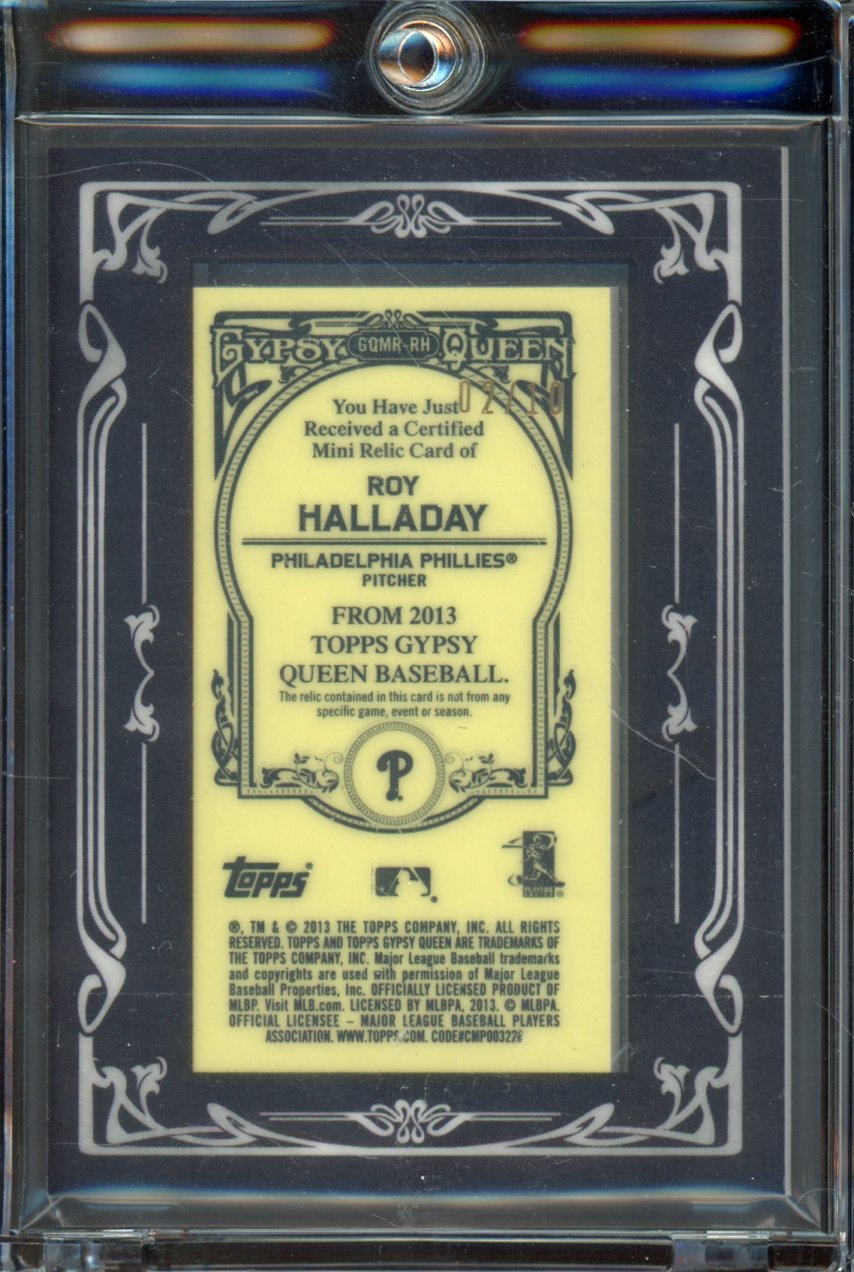 GYPSY GQMR-RH QUEEN
02/10
You Have Just
Received a Certified
Mini Relic Card of
ROY
HALLADAY
PHILADELPHIA PHILLIES®
PITCHER
FROM 2013
TOPPS GYPSY
QUEEN BASEBALL.
The relic contained in this card is not from any
specific game, event or season.
P
Topps®
®, TM & © 2013 THE TOPPS COMPANY, INC. ALL RIGHTS
RESERVED. TOPPS AND TOPPS GYPSY QUEEN ARE TRADEMARKS OF
THE TOPPS COMPANY, INC. Major League Baseball trademarks
and copyrights are used with permission of Major League
Baseball Properties, Inc. OFFICIALLY LICENSED PRODUCT OF
MLBP. Visit MLB.com. LICENSED BY MLBPA, 2013. © MLBPA.
OFFICIAL LICENSEE – MAJOR LEAGUE BASEBALL PLAYERS
ASSOCIATION. WWW.TOPPS.COM. CODE#CMP003228